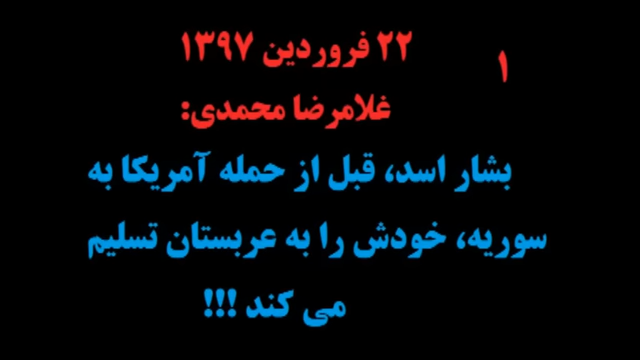 ۲۲ فروردین ۱۳۹۷
۱
غلامرضا محمدی:
بشار اسد، قبل از حمله آمریکا به
سوریه، خودش را به عربستان تسلیم
می کند !!!